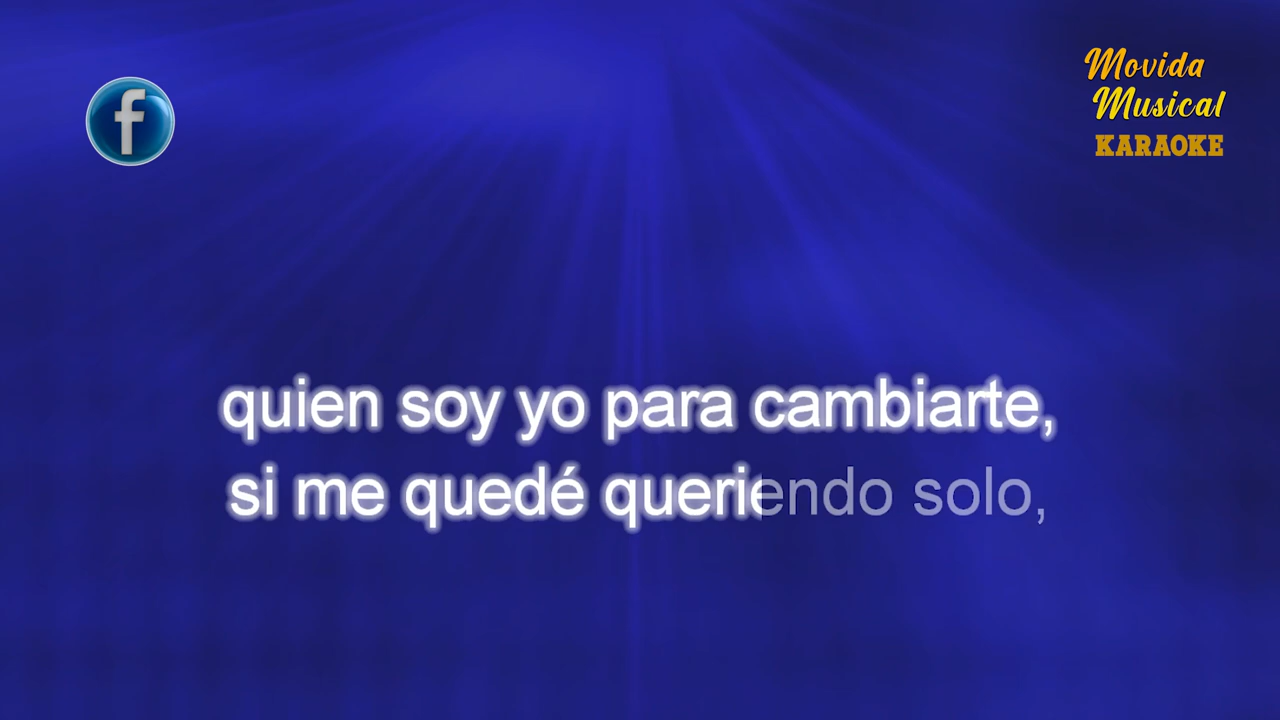 f
Movida
Musical
KARAOKE
quien soy yo para cambiarte,
si me quedé queriendo solo,